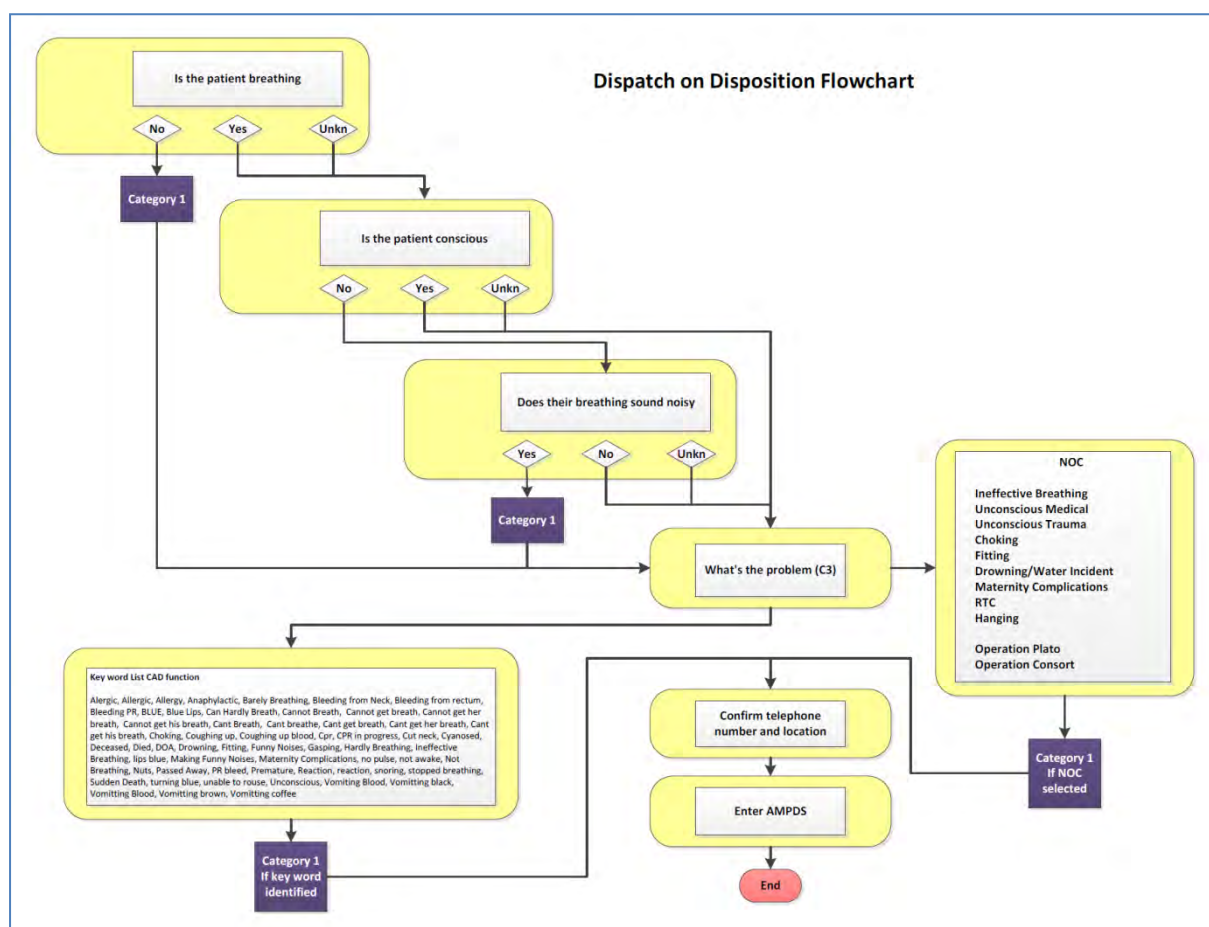 Dispatch on Disposition Flowchart
Is the patient breathing
No
Yes
Unkn
Category 1
Is the patient conscious
No
Yes
Unkn
Does their breathing sound noisy
Yes
No
Unkn
Category 1
What's the problem (C3)
NOC
Ineffective Breathing
Unconscious Medical
Unconscious Trauma
Choking
Fitting
Drowning/Water Incident
Maternity Complications
RTC
Hanging
Operation Plato
Operation Consort
Category 1
If NOC
selected
Key word List CAD function
Alergic, Allergic, Allergy, Anaphylactic, Barely Breathing, Bleeding from Neck, Bleeding from rectum,
Bleeding PR, BLUE, Blue Lips, Can Hardly Breath, Cannot Breath, Cannot get breath, Cannot get her
breath, Cannot get his breath, Cant Breath, Cant breathe, Cant get breath, Cant get her breath, Cant
get his breath, Choking, Coughing up, Coughing up blood, Cpr, CPR in progress, Cut neck, Cyanosed,
Deceased, Died, DOA, Drowning, Fitting, Funny Noises, Gasping, Hardly Breathing, Ineffective
Breathing, lips blue, Making Funny Noises, Maternity Complications, no pulse, not awake, Not
Breathing, Nuts, Passed Away, PR bleed, Premature, Reaction, reaction, snoring, stopped breathing,
Sudden Death, turning blue, unable to rouse, Unconscious, Vomiting Blood, Vomitting black,
Vomitting Blood, Vomitting brown, Vomitting coffee
Category 1
If key word
identified
Confirm telephone
number and location
Enter AMPDS
End